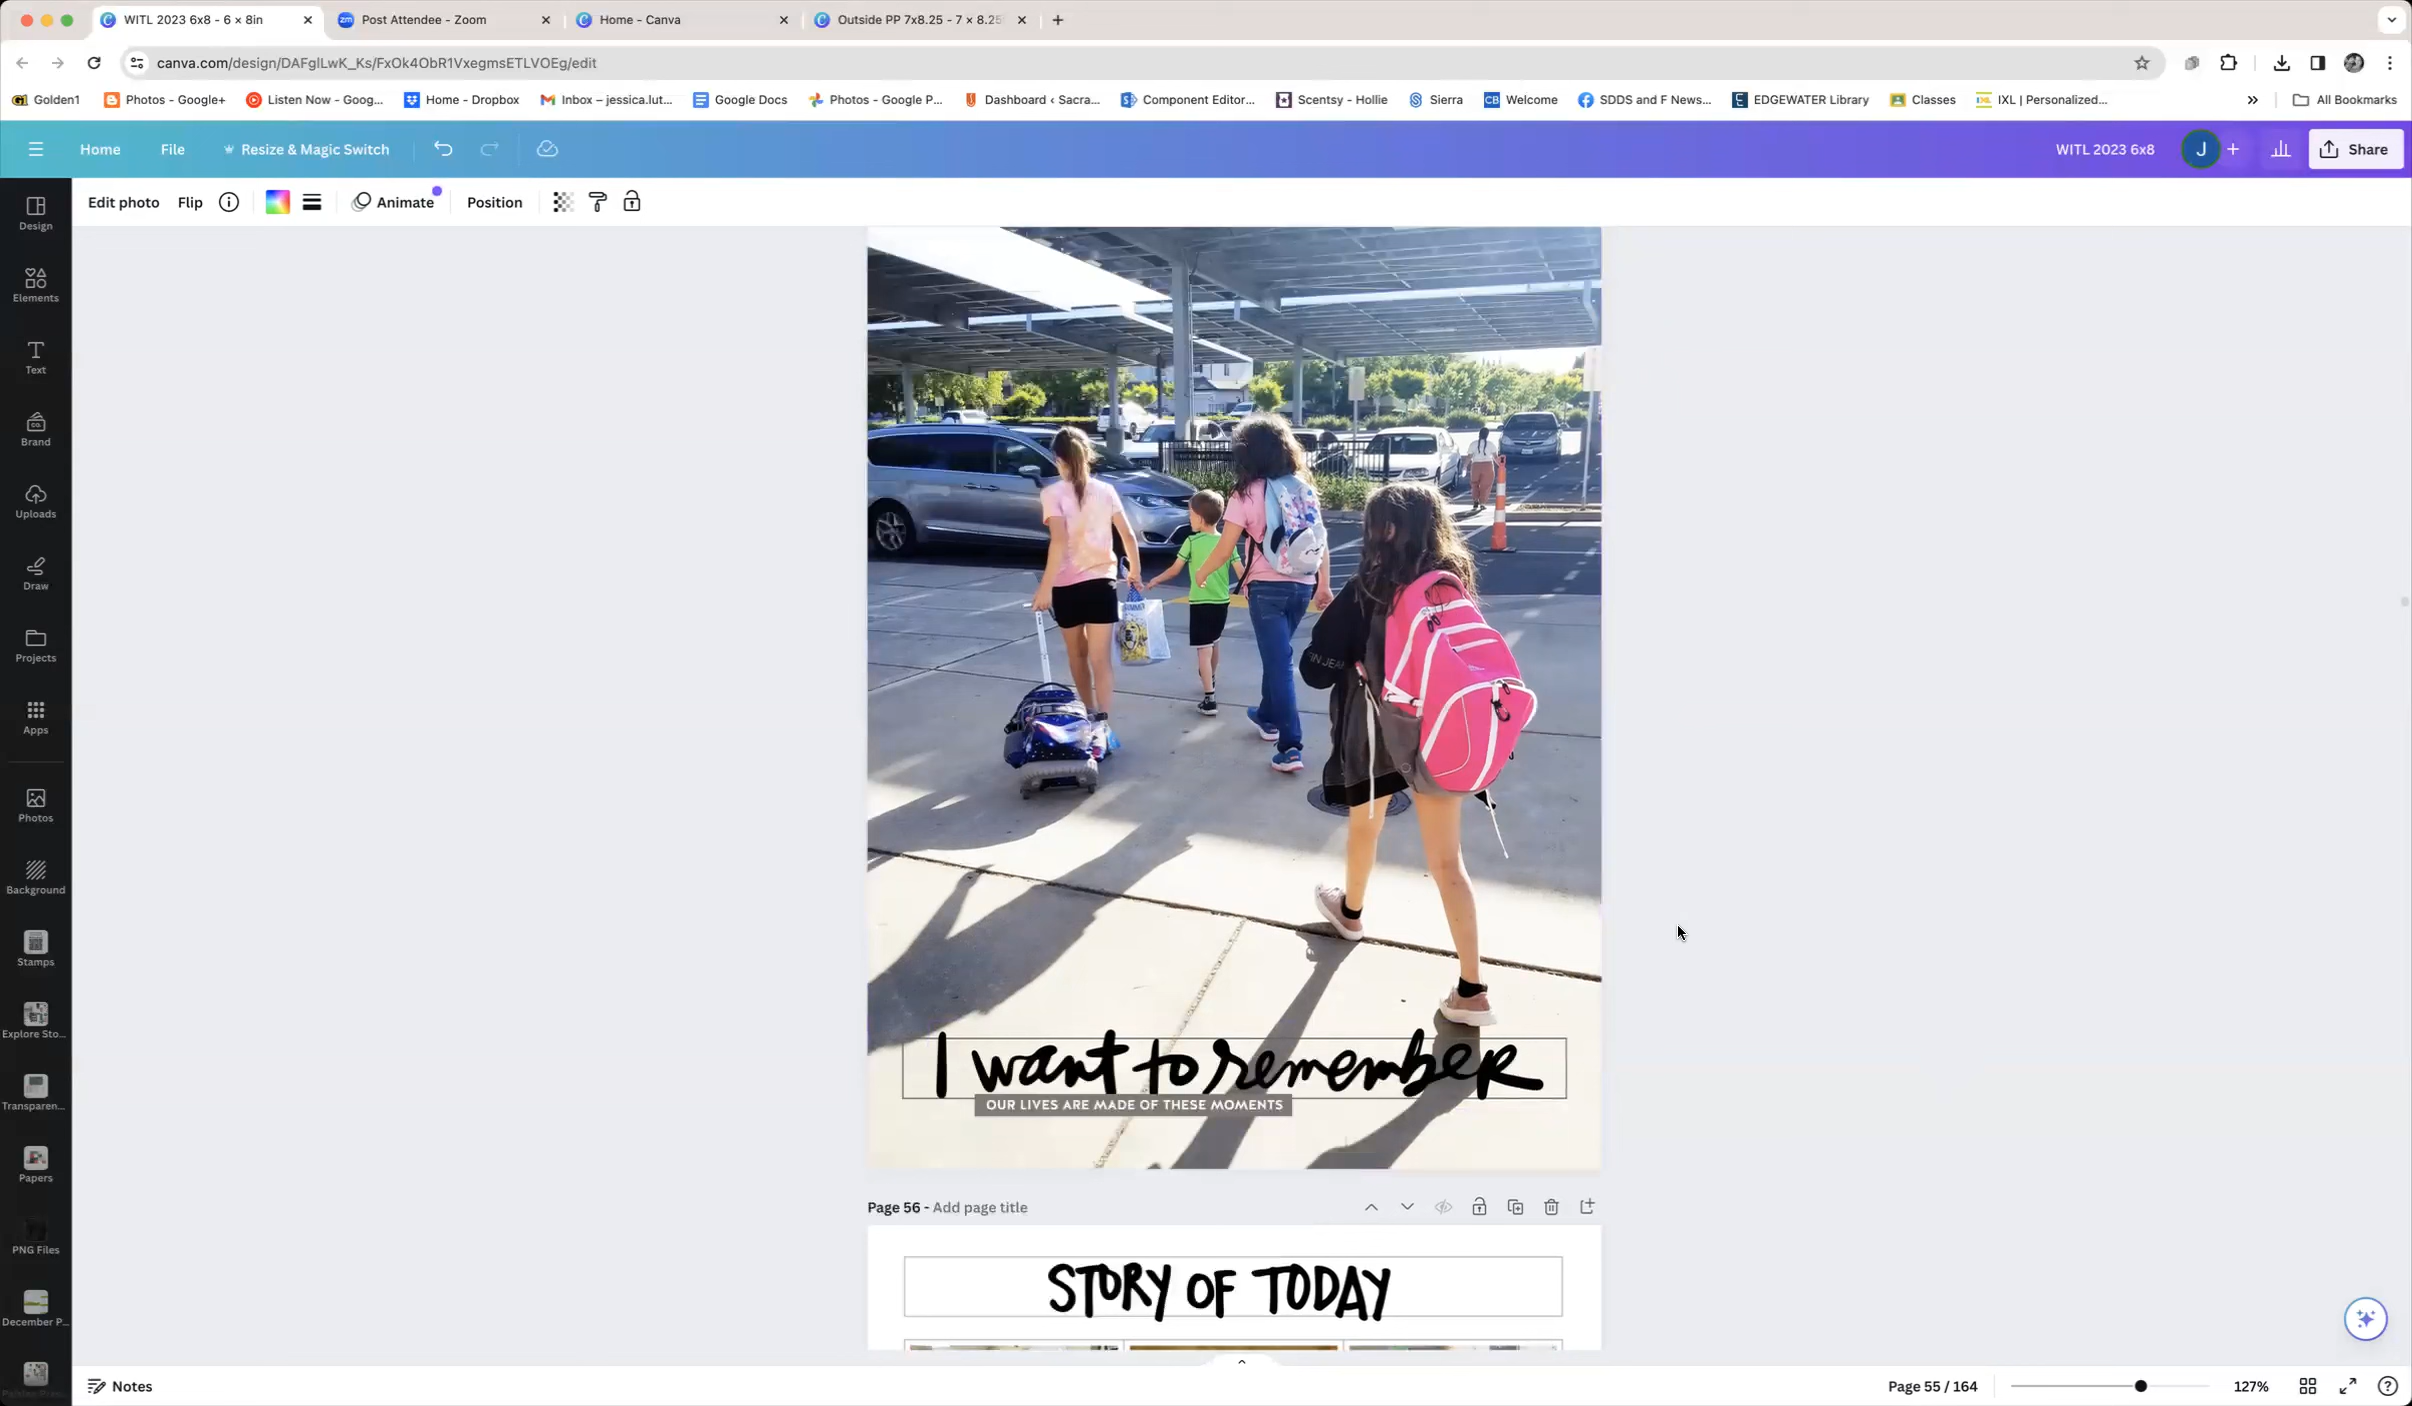 WITL 2023 6x8 - 6 × 8in
Post Attendee - Zoom
Home - Canva
Outside PP 7x8.25 - 7 × 8.25
canva.com/design/DAFglLwK_Ks/FxOk4ObR1VxegmsETLVOEg/edit
Golden1
Photos - Google+
Listen Now - Goog...
Home - Dropbox
Inbox – jessica.lut...
Google Docs
Photos - Google P...
Dashboard ‹ Sacra...
Component Editor...
Scentsy - Hollie
Sierra
Welcome
SDDS and F News...
EDGEWATER Library
Classes
IXL | Personalized...
All Bookmarks
Home
File
Resize & Magic Switch
WITL 2023 6x8
J
Share
Edit photo
Flip
Animate
Position
Design
Elements
Text
Brand
Uploads
Draw
Projects
Apps
Photos
Background
Stamps
Explore Sto...
Transparen...
Papers
PNG Files
December P...
I want to remember
OUR LIVES ARE MADE OF THESE MOMENTS
Page 56 - Add page title
STORY OF TODAY
Notes
Page 55 / 164
127%